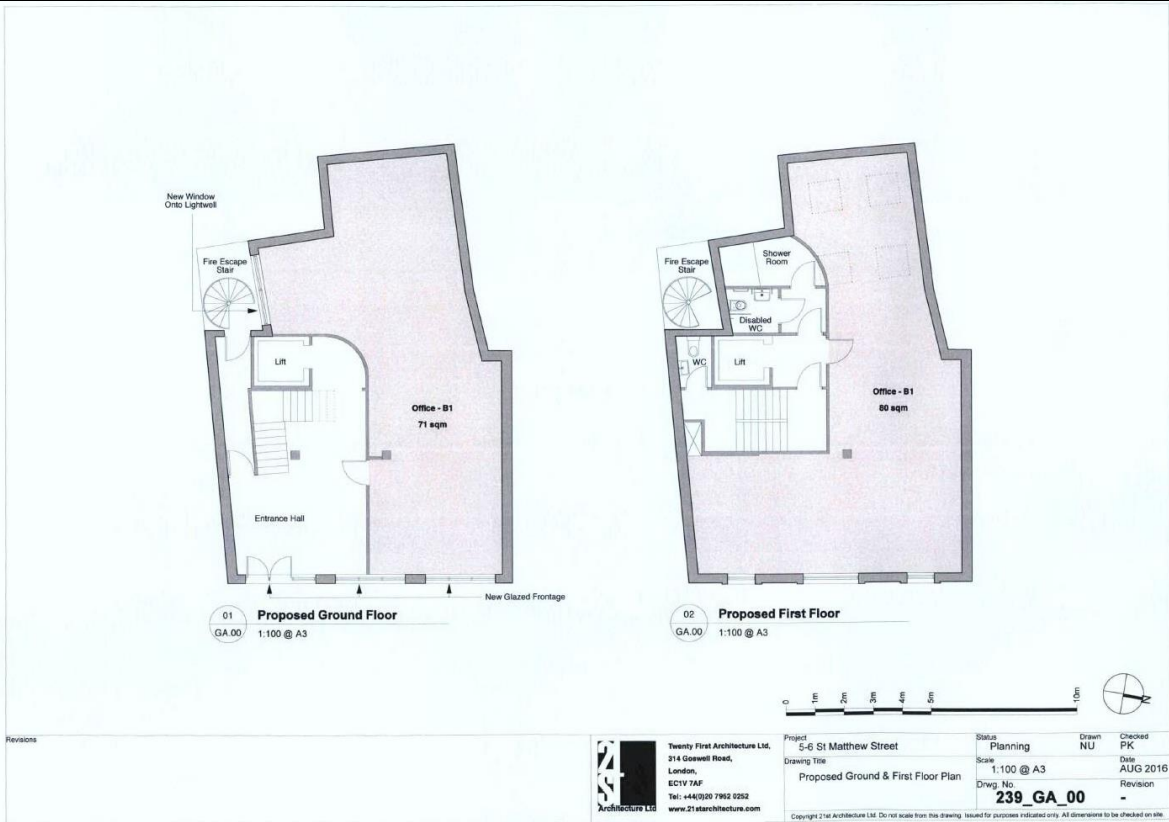 New Window
Onto Lightwell
Fire Escape
Stair
Lift
Office - B1
71 sqm
Entrance Hall
New Glazed Frontage
01
GA.00
Proposed Ground Floor
1:100 @ A3
Fire Escape
Stair
Shower
Room
Disabled
WC
WC
Lift
Office - B1
80 sqm
02
GA.00
Proposed First Floor
1:100 @ A3
0
1m
2m
3m
4m
5m
10m
N
Revisions
21st
Architecture Ltd
Twenty First Architecture Ltd,
314 Goswell Road,
London,
EC1V 7AF
Tel: +44(0)20 7952 0252
www.21starchitecture.com
Project
5-6 St Matthew Street
Drawing Title
Proposed Ground & First Floor Plan
Status
Planning
Drawn
NU
Checked
PK
Scale
1:100 @ A3
Date
AUG 2016
Drwg. No.
239_GA_00
Revision
-
Copyright 21st Architecture Ltd. Do not scale from this drawing. Issued for purposes indicated only. All dimensions to be checked on site